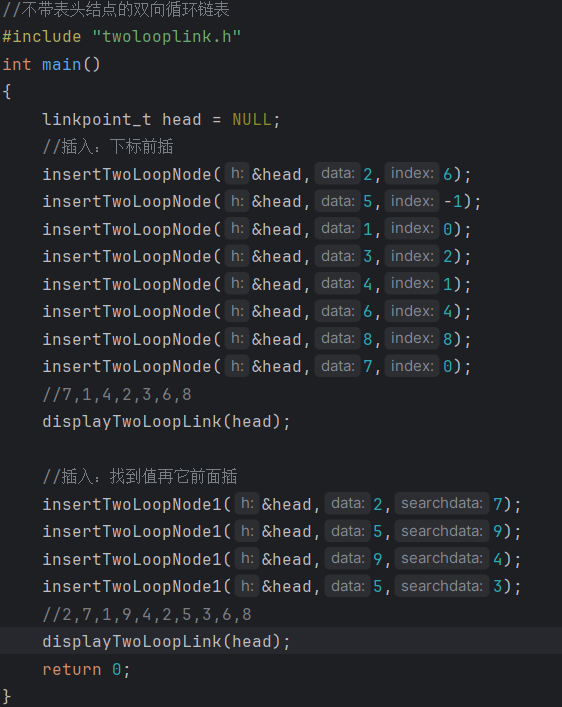 //不带表头结点的双向循环链表
#include "twolooplink.h"
int main()
{
    linkpoint_t head = NULL;
    //插入：下标前插
    insertTwoLoopNode( h: &head, data: 2, index: 6);
    insertTwoLoopNode( h: &head, data: 5, index: -1);
    insertTwoLoopNode( h: &head, data: 1, index: 0);
    insertTwoLoopNode( h: &head, data: 3, index: 2);
    insertTwoLoopNode( h: &head, data: 4, index: 1);
    insertTwoLoopNode( h: &head, data: 6, index: 4);
    insertTwoLoopNode( h: &head, data: 8, index: 8);
    insertTwoLoopNode( h: &head, data: 7, index: 0);
    //7,1,4,2,3,6,8
    displayTwoLoopLink(head);

    //插入：找到值再它前面插
    insertTwoLoopNode1( h: &head, data: 2, searchdata: 7);
    insertTwoLoopNode1( h: &head, data: 5, searchdata: 9);
    insertTwoLoopNode1( h: &head, data: 9, searchdata: 4);
    insertTwoLoopNode1( h: &head, data: 5, searchdata: 3);
    //2,7,1,9,4,2,5,3,6,8
    displayTwoLoopLink(head);
    return 0;
}